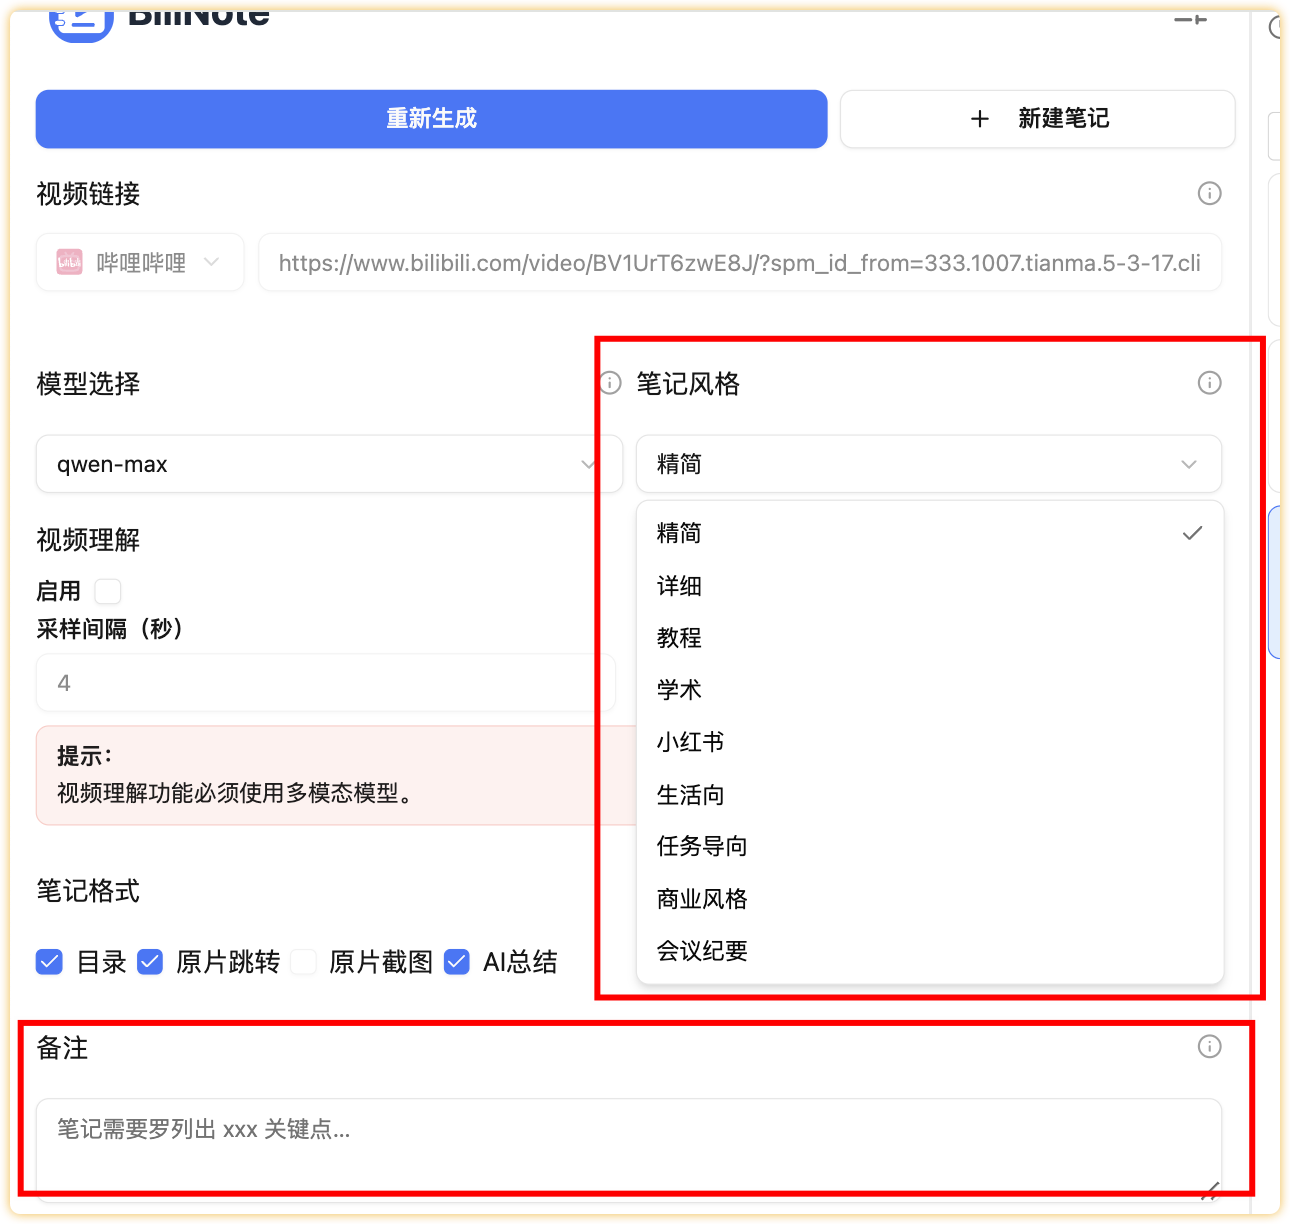 BiliNote
重新生成
+ 新建笔记
视频链接
哔哩哔哩
https://www.bilibili.com/video/BV1UrT6zwE8J/?spm_id_from=333.1007.tianma.5-3-17.cli
模型选择
笔记风格
qwen-max
精简
视频理解
启用
采样间隔（秒）
4
提示：
视频理解功能必须使用多模态模型。
精简
详细
教程
学术
小红书
生活向
任务导向
商业风格
会议纪要
笔记格式
目录 原片跳转 原片截图 AI总结
备注
笔记需要罗列出 xxx 关键点...